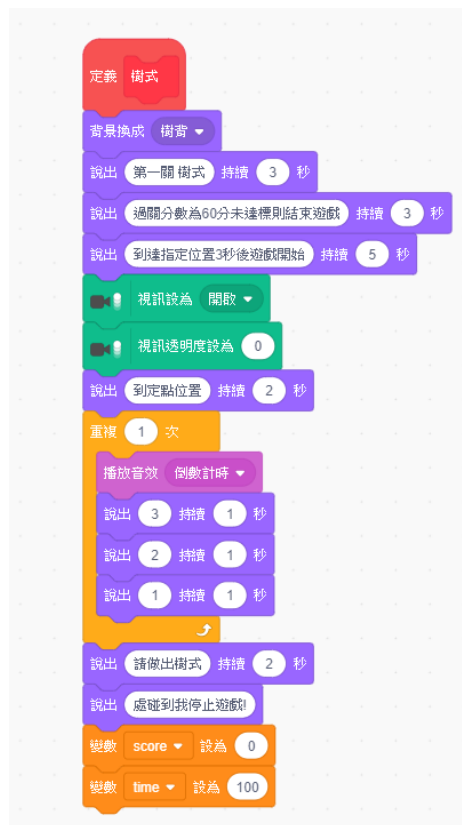 定義 樹式
背景換成 樹背
說出 第一關 樹式 持續 3 秒
說出 過關分數為60分未達標則結束遊戲 持續 3 秒
說出 到達指定位置3秒後遊戲開始 持續 5 秒
視訊設為 開啟
視訊透明度設為 0
說出 到定點位置 持續 2 秒
重複 1 次
播放音效 倒數計時
說出 3 持續 1 秒
說出 2 持續 1 秒
說出 1 持續 1 秒
說出 請做出樹式 持續 2 秒
說出 處碰到我停止遊戲!
變數 score 設為 0
變數 time 設為 100